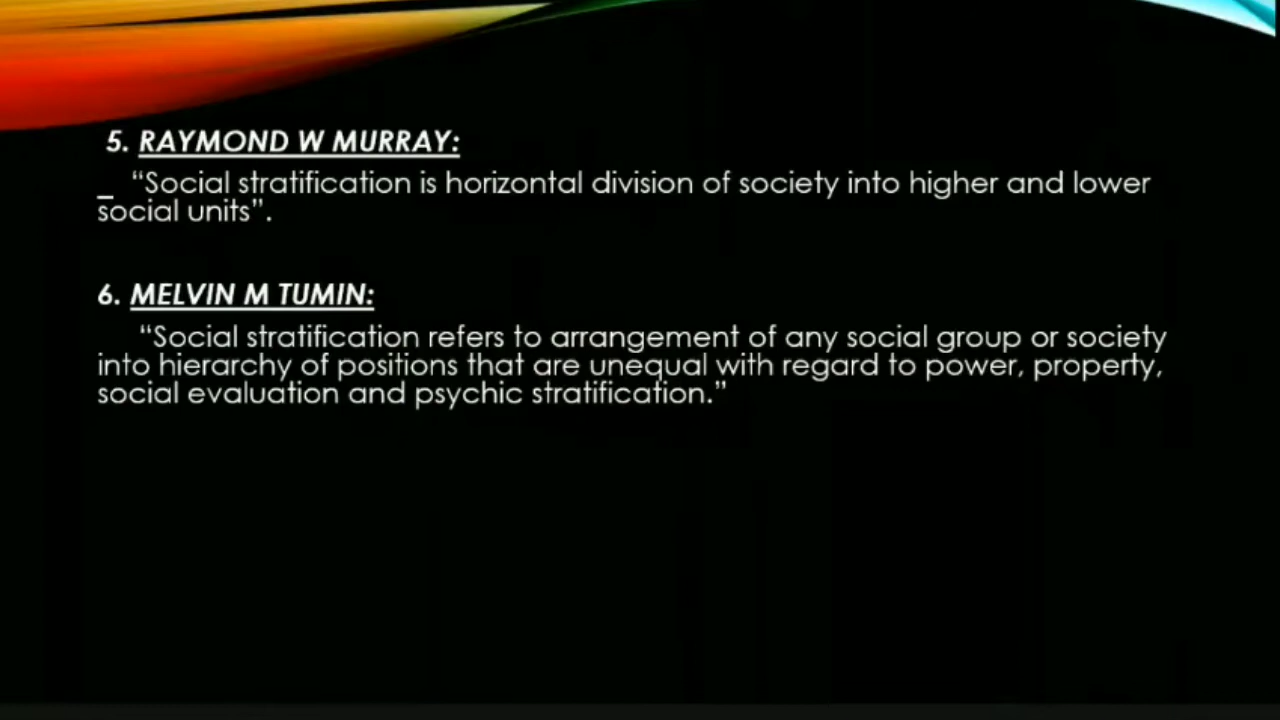 5. RAYMOND W MURRAY:
_ “Social stratification is horizontal division of society into higher and lower
social units”.
6. MELVIN M TUMIN:
“Social stratification refers to arrangement of any social group or society
into hierarchy of positions that are unequal with regard to power, property,
social evaluation and psychic stratification.”